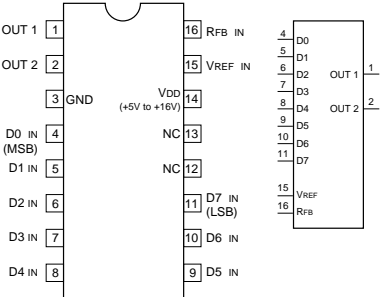 OUT 1 1
OUT 2 2
3 GND
D0 IN 4
(MSB)
D1 IN 5
D2 IN 6
D3 IN 7
D4 IN 8
16 RFB IN
15 VREF IN
VDD 14
(+5V to +16V)
NC 13
NC 12
11 D7 IN
(LSB)
10 D6 IN
9 D5 IN
4 D0
5 D1
6 D2
7 D3
8 D4
9 D5
10 D6
11 D7
15 VREF
16 RFB
OUT 1 1
OUT 2 2